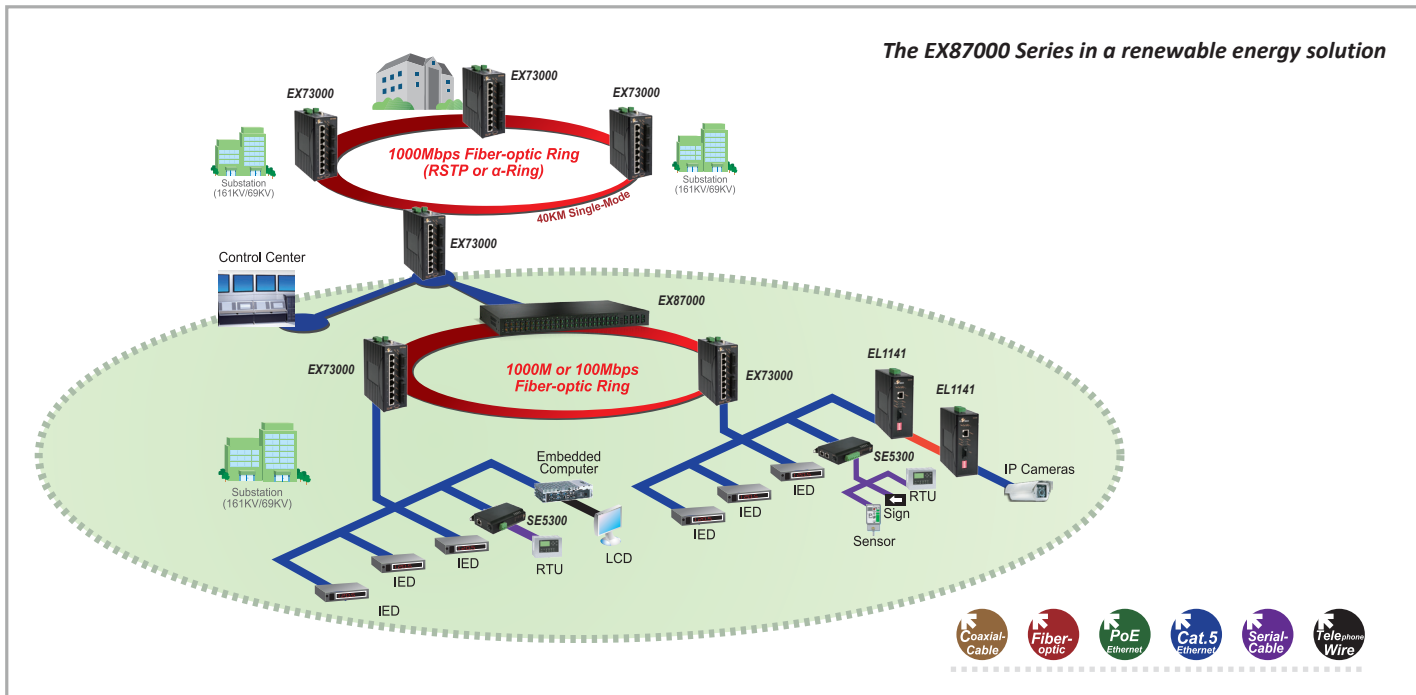 The EX87000 Series in a renewable energy solution
EX73000
EX73000
EX73000
1000Mbps Fiber-optic Ring
(RSTP or α-Ring)
Substation
(161KV/69KV)
Substation
(161KV/69KV)
40KM Single-Mode
EX73000
Control Center
EX87000
EX73000
1000M or 100Mbps
Fiber-optic Ring
EX73000
EL1141
EL1141
Substation
(161KV/69KV)
Embedded
Computer
SE5300
IED
IED
IED
RTU
LCD
SE5300
IED
IED
IED
RTU
Sign
Sensor
IP Cameras
Coaxial-
Cable
Fiber-
optic
PoE
Ethernet
Cat.5
Ethernet
Serial-
Cable
Telephone
Wire